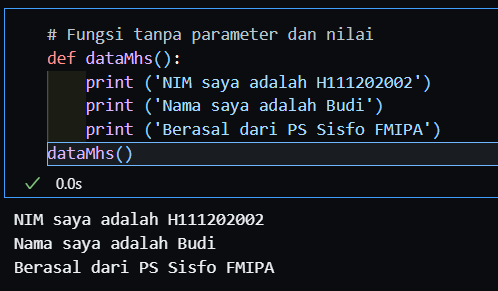 # Fungsi tanpa parameter dan nilai
def dataMhs():
    print ('NIM saya adalah H111202002')
    print ('Nama saya adalah Budi')
    print ('Berasal dari PS Sisfo FMIPA')
dataMhs()
0.0s
NIM saya adalah H111202002
Nama saya adalah Budi
Berasal dari PS Sisfo FMIPA